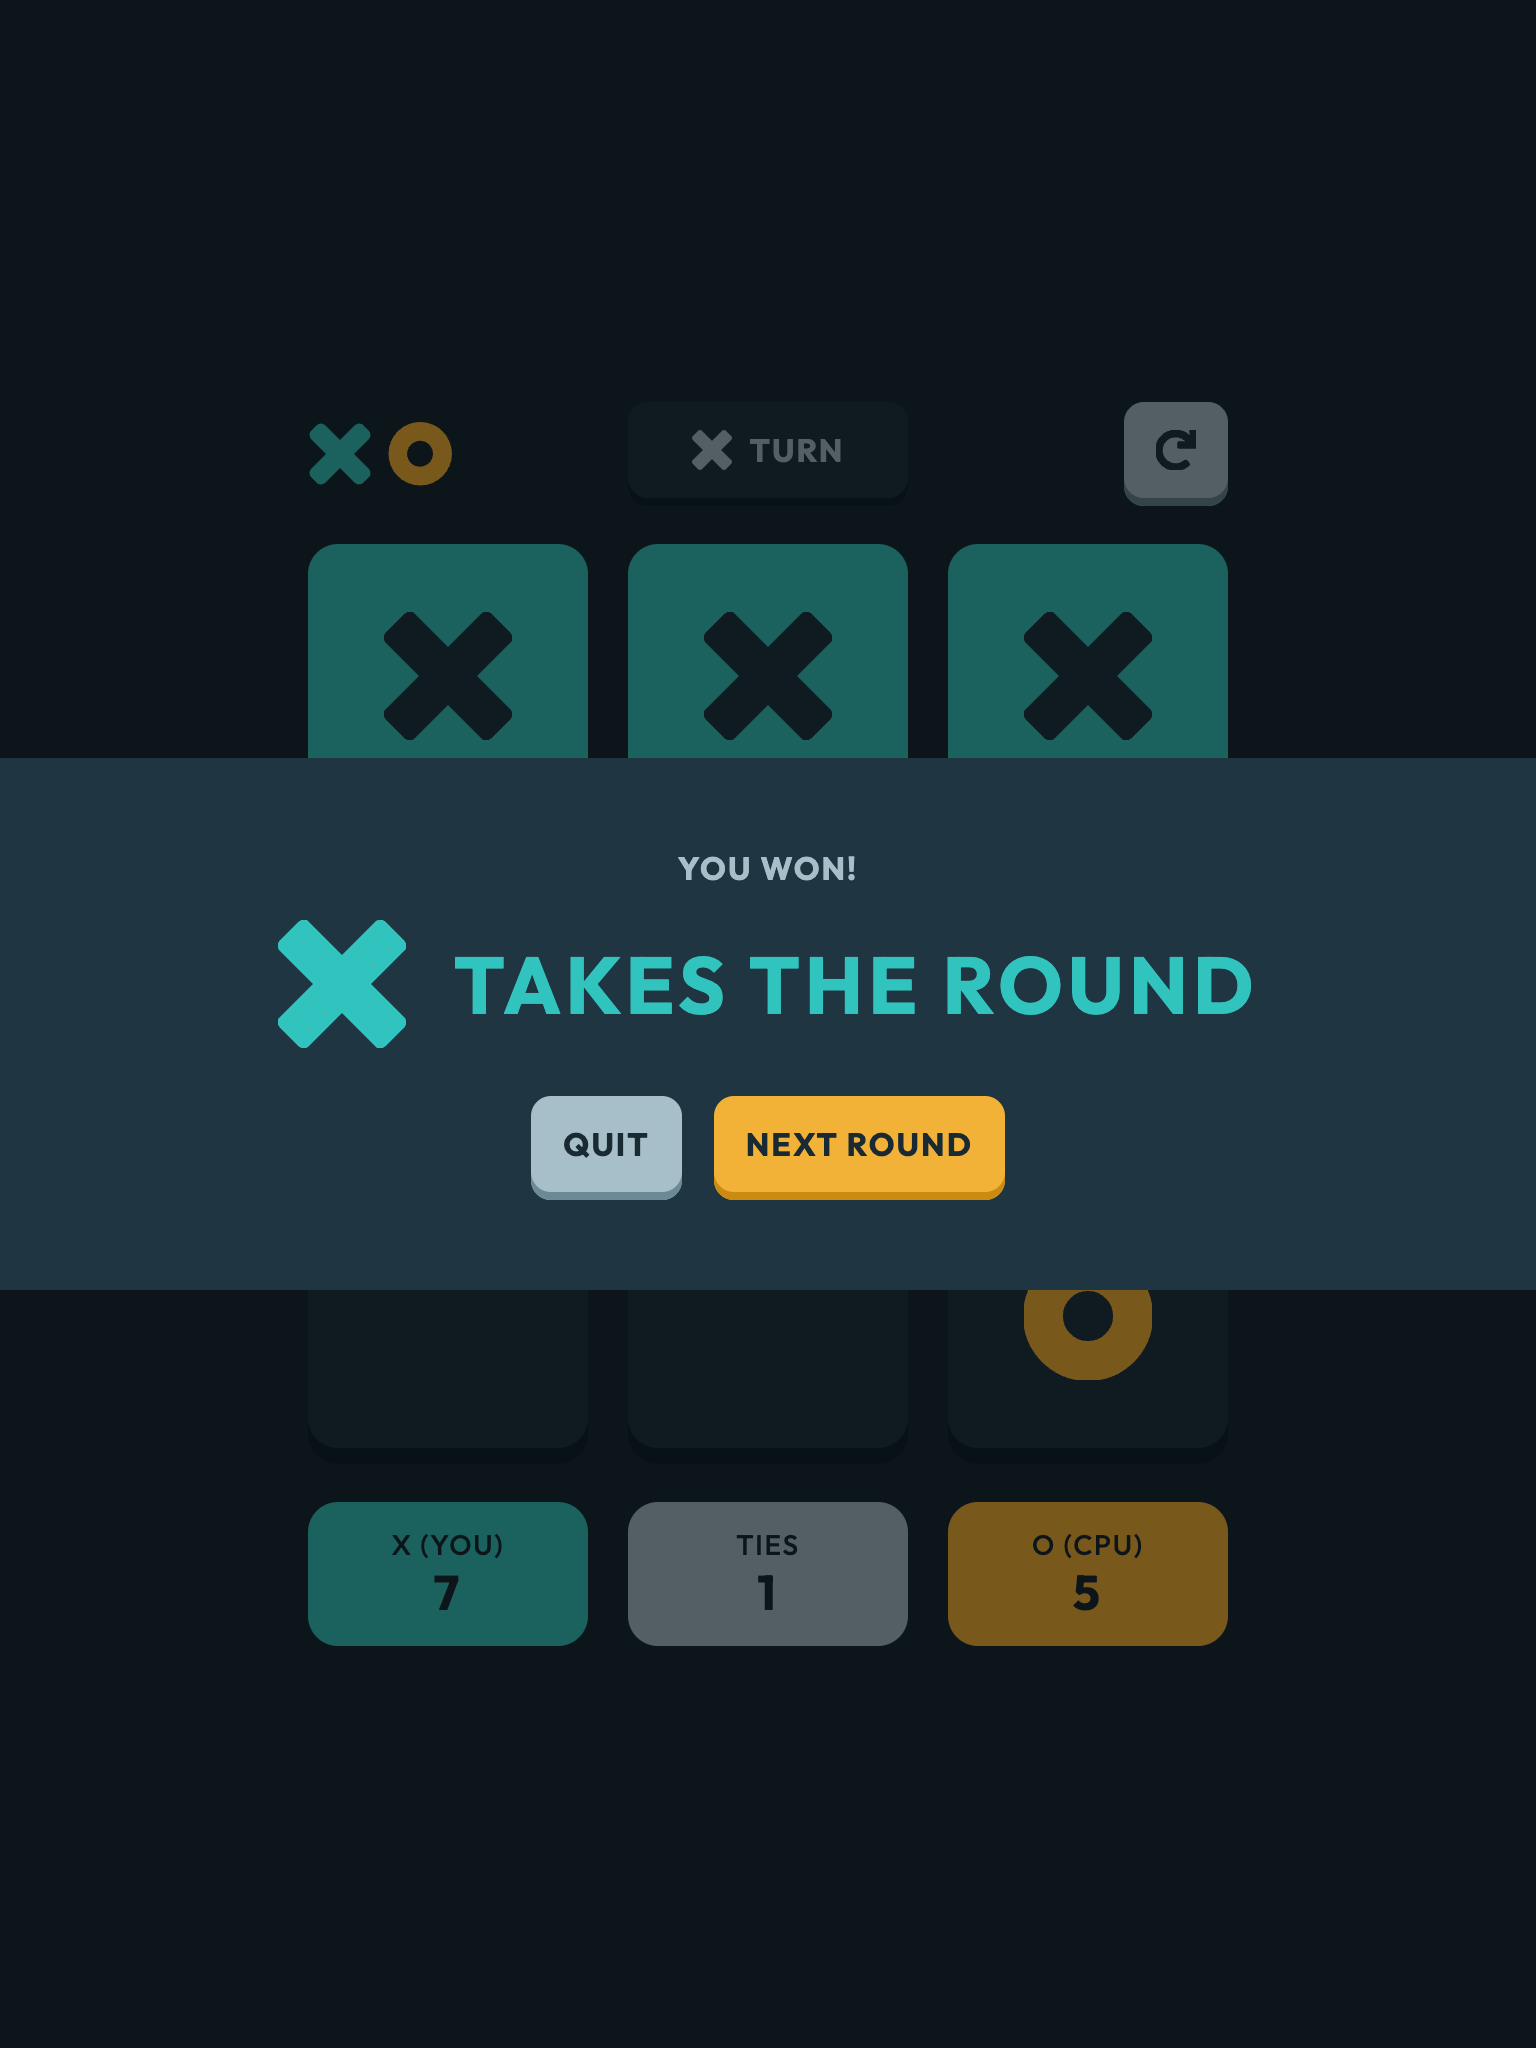 TURN
YOU WON!
TAKES THE ROUND
QUIT
NEXT ROUND
X (YOU)
7
TIES
1
O (CPU)
5